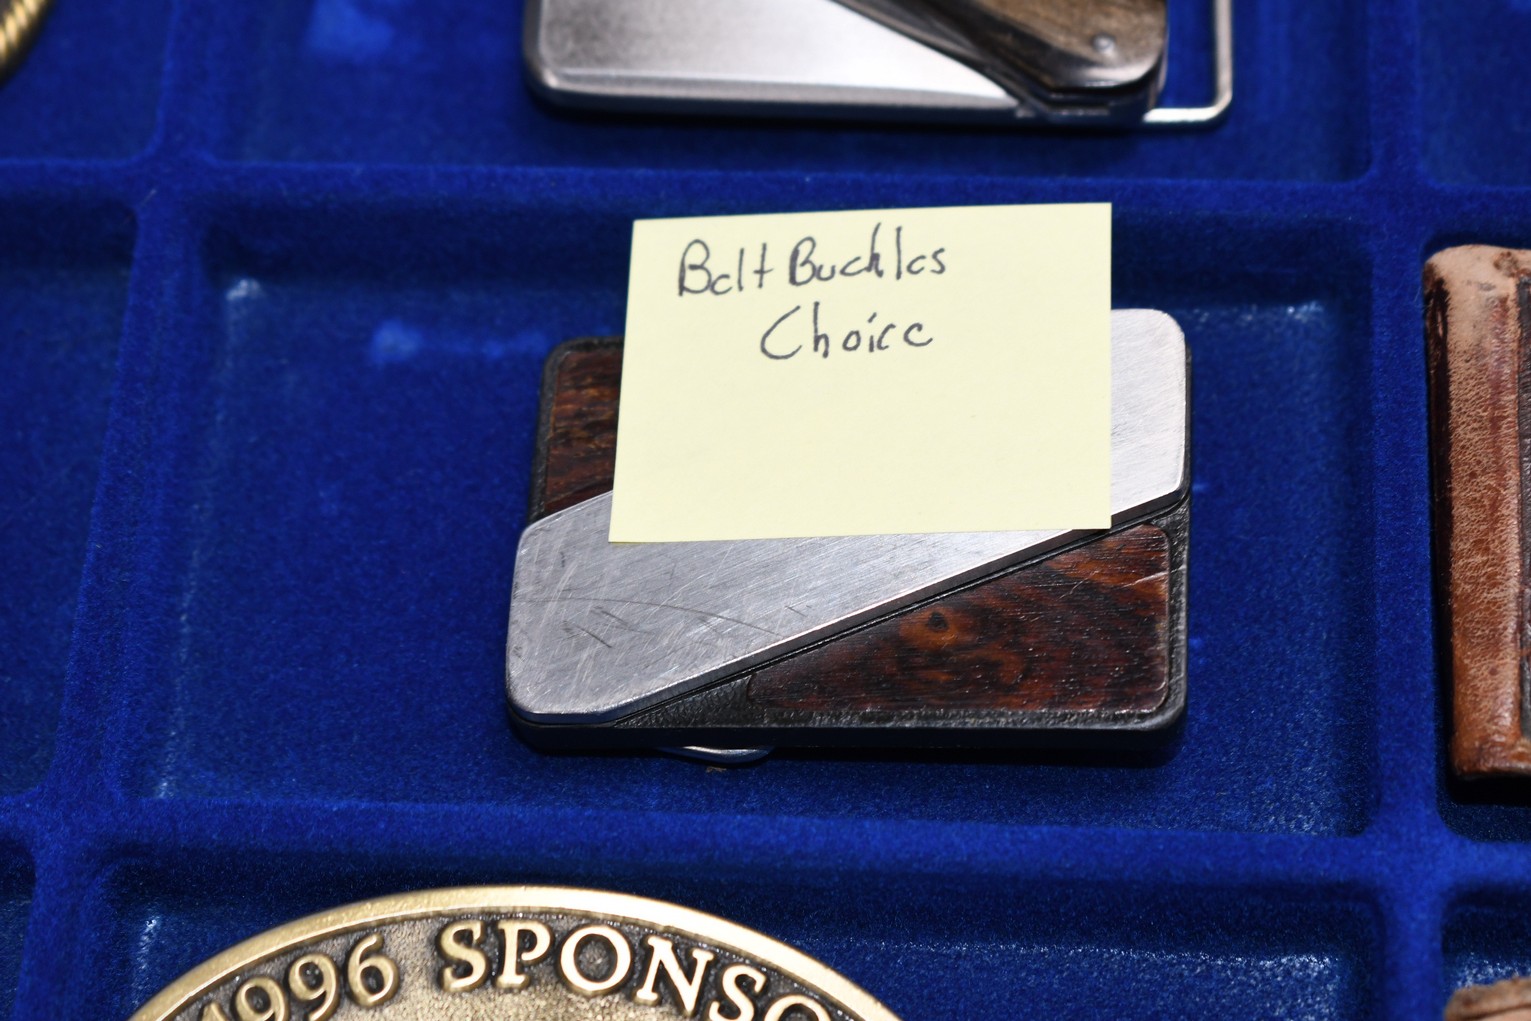 Belt Buckles
Choice
1996 SPONSO